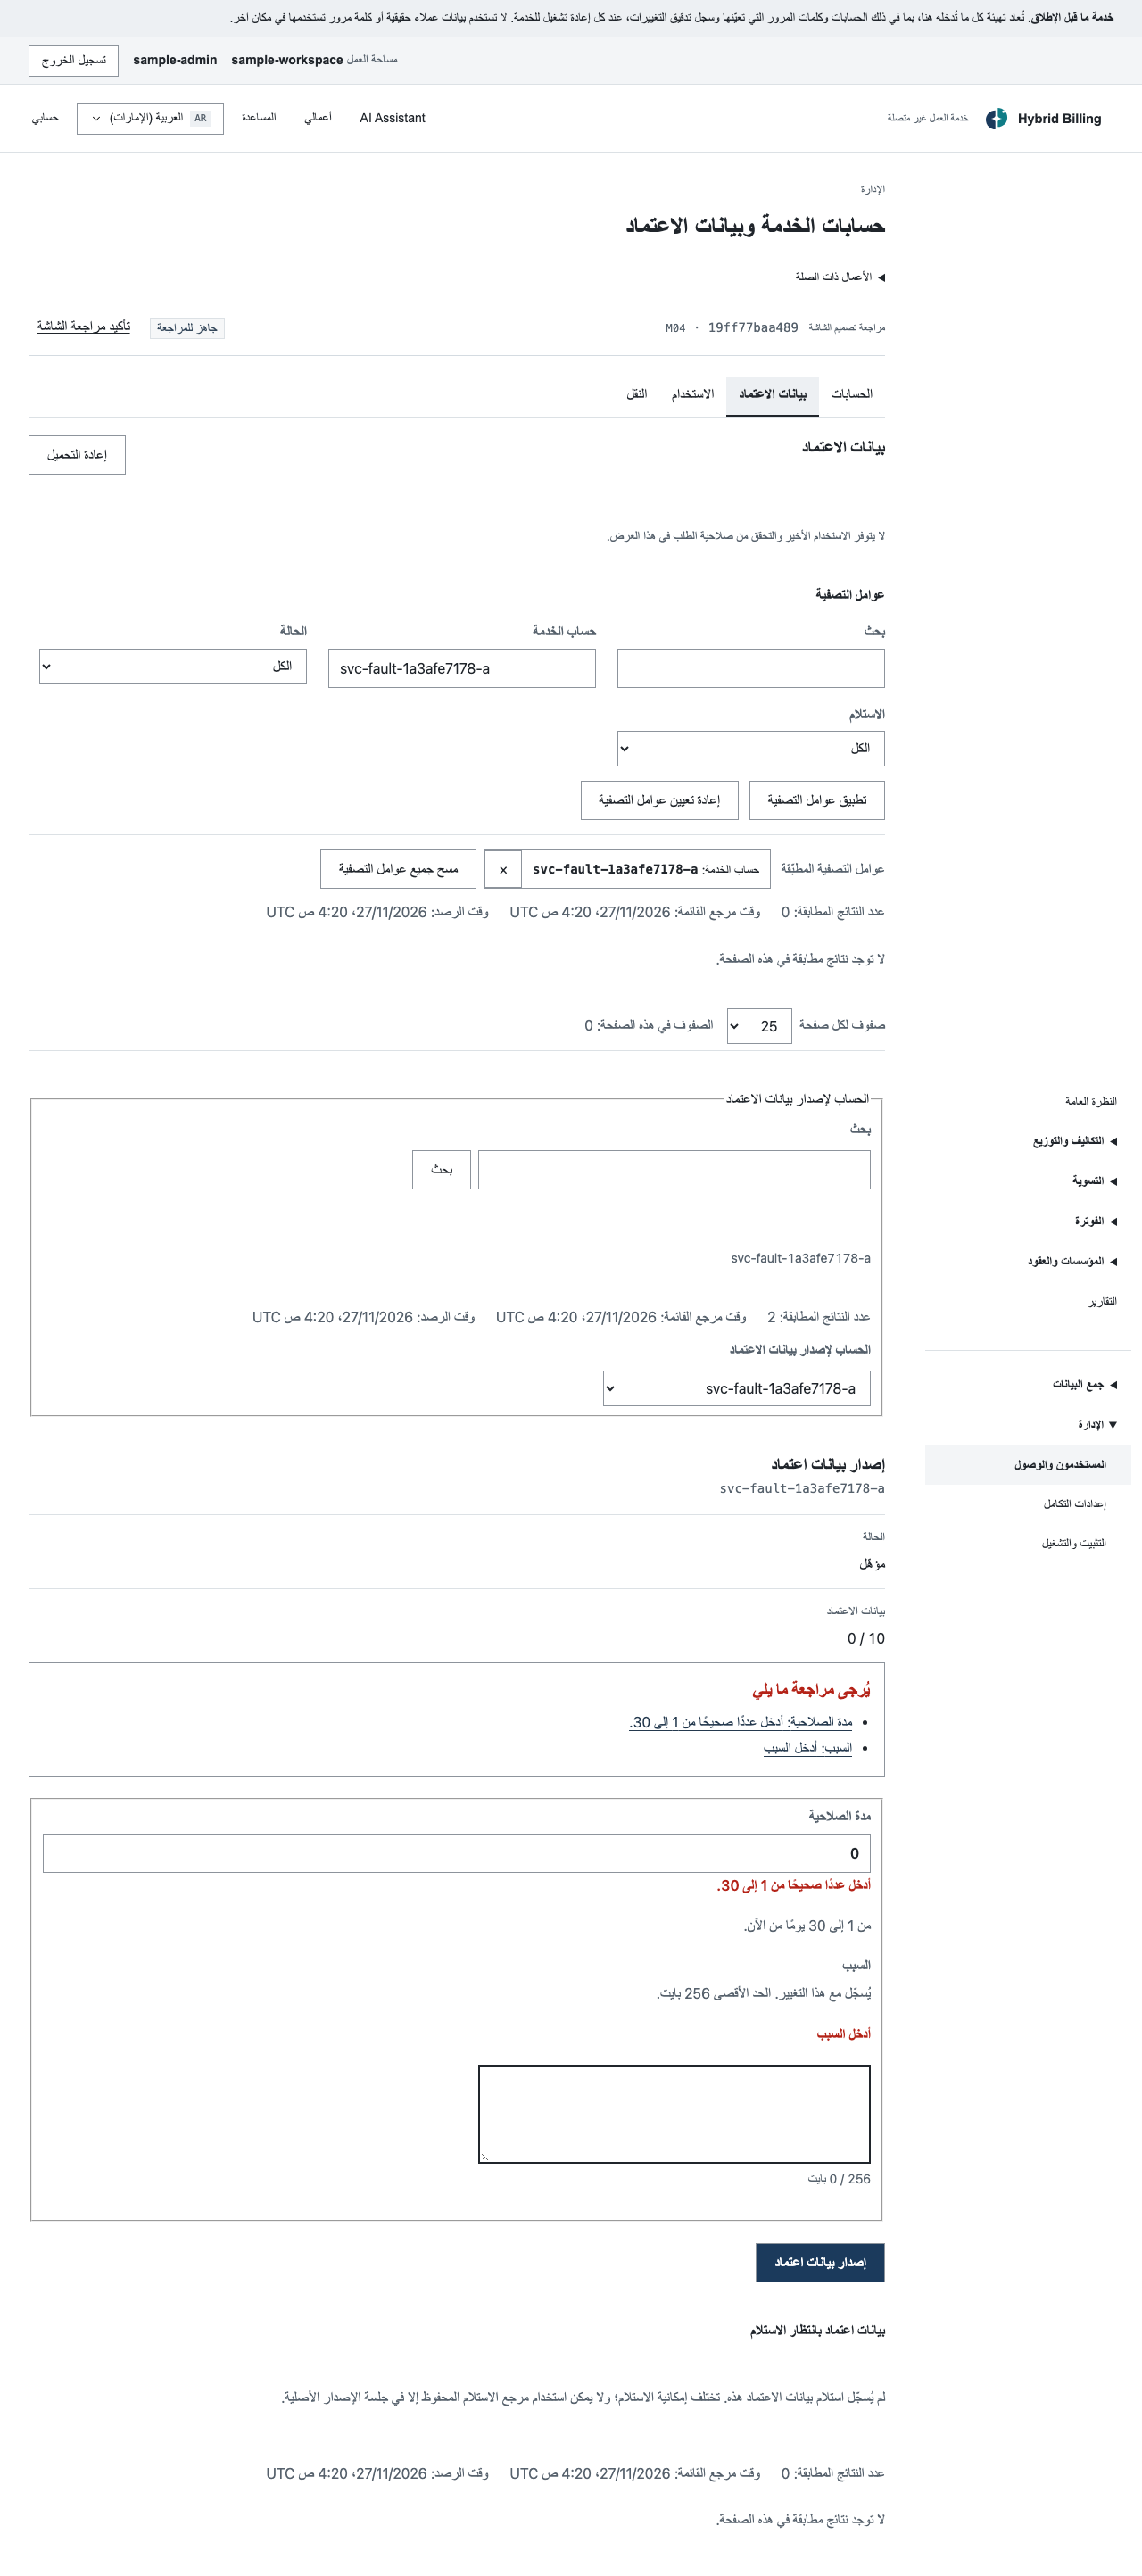 خدمة ما قبل الإطلاق. تُعاد تهيئة كل ما تُدخله هنا، بما في ذلك الحسابات وكلمات المرور التي تعيّنها وسجل تدقيق التغييرات، عند كل إعادة تشغيل للخدمة. لا تستخدم بيانات عملاء حقيقية أو كلمة مرور تستخدمها في مكان آخر.
مساحة العمل sample-workspace sample-admin تسجيل الخروج
Hybrid Billing خدمة العمل غير متصلة AI Assistant أعمالي المساعدة AR العربية (الإمارات) حسابي
الإدارة
حسابات الخدمة وبيانات الاعتماد
الأعمال ذات الصلة
مراجعة تصميم الشاشة M04 · 19ff77baa489 جاهز للمراجعة تأكيد مراجعة الشاشة
الحسابات بيانات الاعتماد الاستخدام النقل
بيانات الاعتماد إعادة التحميل
لا يتوفر الاستخدام الأخير والتحقق من صلاحية الطلب في هذا العرض.
عوامل التصفية
بحث حساب الخدمة الحالة
svc-fault-1a3afe7178-a الكل
الاستلام
الكل
تطبيق عوامل التصفية إعادة تعيين عوامل التصفية
عوامل التصفية المطبّقة حساب الخدمة: svc-fault-1a3afe7178-a × مسح جميع عوامل التصفية
عدد النتائج المطابقة: 0 وقت مرجع القائمة: 27/11/2026، 4:20 ص UTC وقت الرصد: 27/11/2026، 4:20 ص UTC
لا توجد نتائج مطابقة في هذه الصفحة.
صفوف لكل صفحة 25 الصفوف في هذه الصفحة: 0
الحساب لإصدار بيانات الاعتماد
بحث
بحث
svc-fault-1a3afe7178-a
عدد النتائج المطابقة: 2 وقت مرجع القائمة: 27/11/2026، 4:20 ص UTC وقت الرصد: 27/11/2026، 4:20 ص UTC
الحساب لإصدار بيانات الاعتماد
svc-fault-1a3afe7178-a
إصدار بيانات اعتماد
svc-fault-1a3afe7178-a
الحالة
مؤهّل
بيانات الاعتماد
0 / 10
يُرجى مراجعة ما يلي
مدة الصلاحية: أدخل عددًا صحيحًا من 1 إلى 30.
السبب: أدخل السبب
مدة الصلاحية
0
أدخل عددًا صحيحًا من 1 إلى 30.
من 1 إلى 30 يومًا من الآن.
السبب
يُسجّل مع هذا التغيير. الحد الأقصى 256 بايت.
أدخل السبب
256 / 0 بايت
إصدار بيانات اعتماد
بيانات اعتماد بانتظار الاستلام
لم يُسجّل استلام بيانات الاعتماد هذه. تختلف إمكانية الاستلام؛ ولا يمكن استخدام مرجع الاستلام المحفوظ إلا في جلسة الإصدار الأصلية.
عدد النتائج المطابقة: 0 وقت مرجع القائمة: 27/11/2026، 4:20 ص UTC وقت الرصد: 27/11/2026، 4:20 ص UTC
لا توجد نتائج مطابقة في هذه الصفحة.
النظرة العامة
التكاليف والتوزيع
التسوية
الفوترة
المؤسسات والعقود
التقارير
جمع البيانات
الإدارة
المستخدمون والوصول
إعدادات التكامل
التثبيت والتشغيل